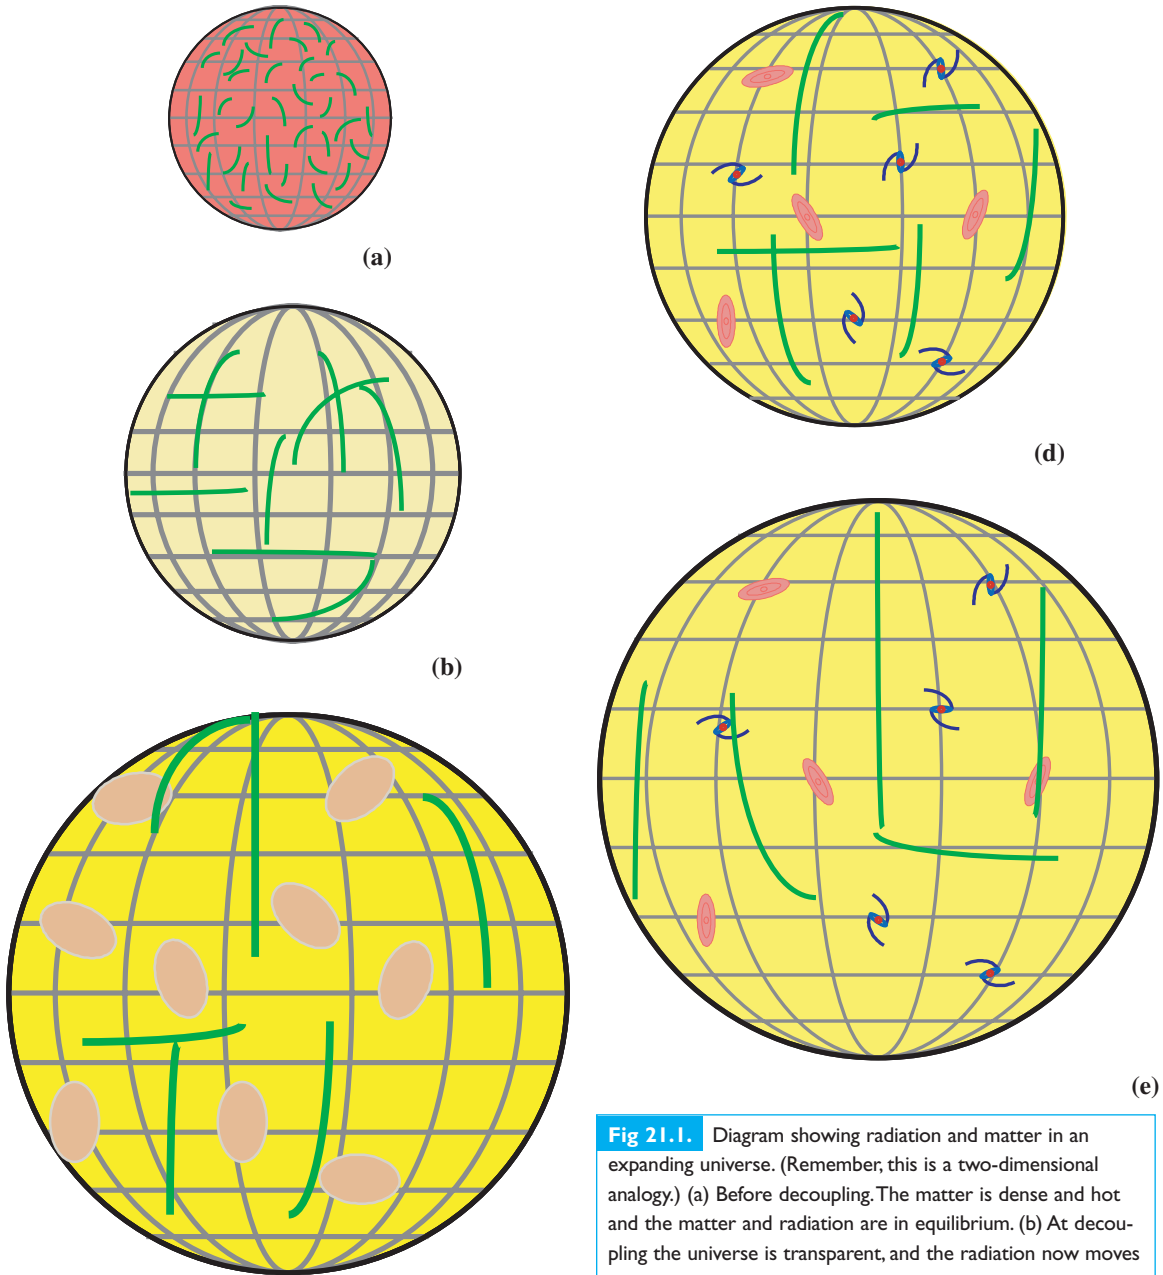 (a)
(b)
(d)
(e)
Fig 21.1. Diagram showing radiation and matter in an
expanding universe. (Remember, this is a two-dimensional
analogy.) (a) Before decoupling. The matter is dense and hot
and the matter and radiation are in equilibrium. (b) At decou-
pling the universe is transparent, and the radiation now moves